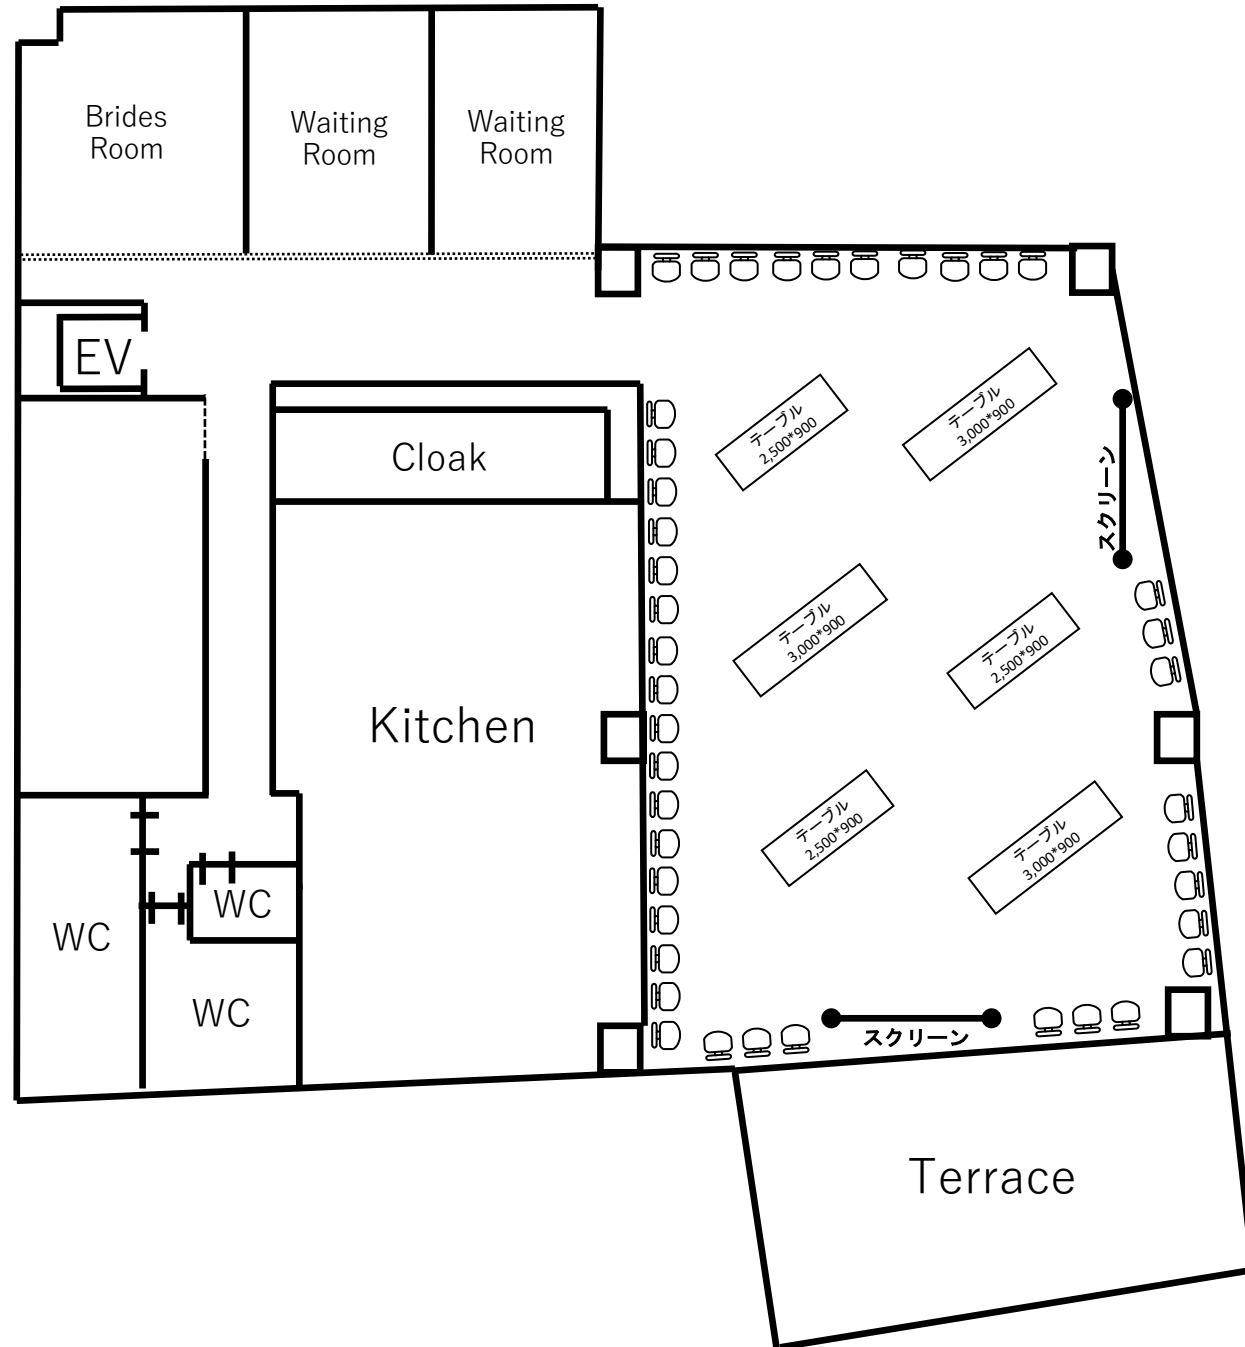 Brides
Room
Waiting
Room
Waiting
Room
EV
Cloak
テーブル
2,500*900
テーブル
3,000*900
スクリーン
テーブル
3,000*900
テーブル
2,500*900
Kitchen
テーブル
2,500*900
テーブル
3,000*900
WC
WC
WC
スクリーン
Terrace